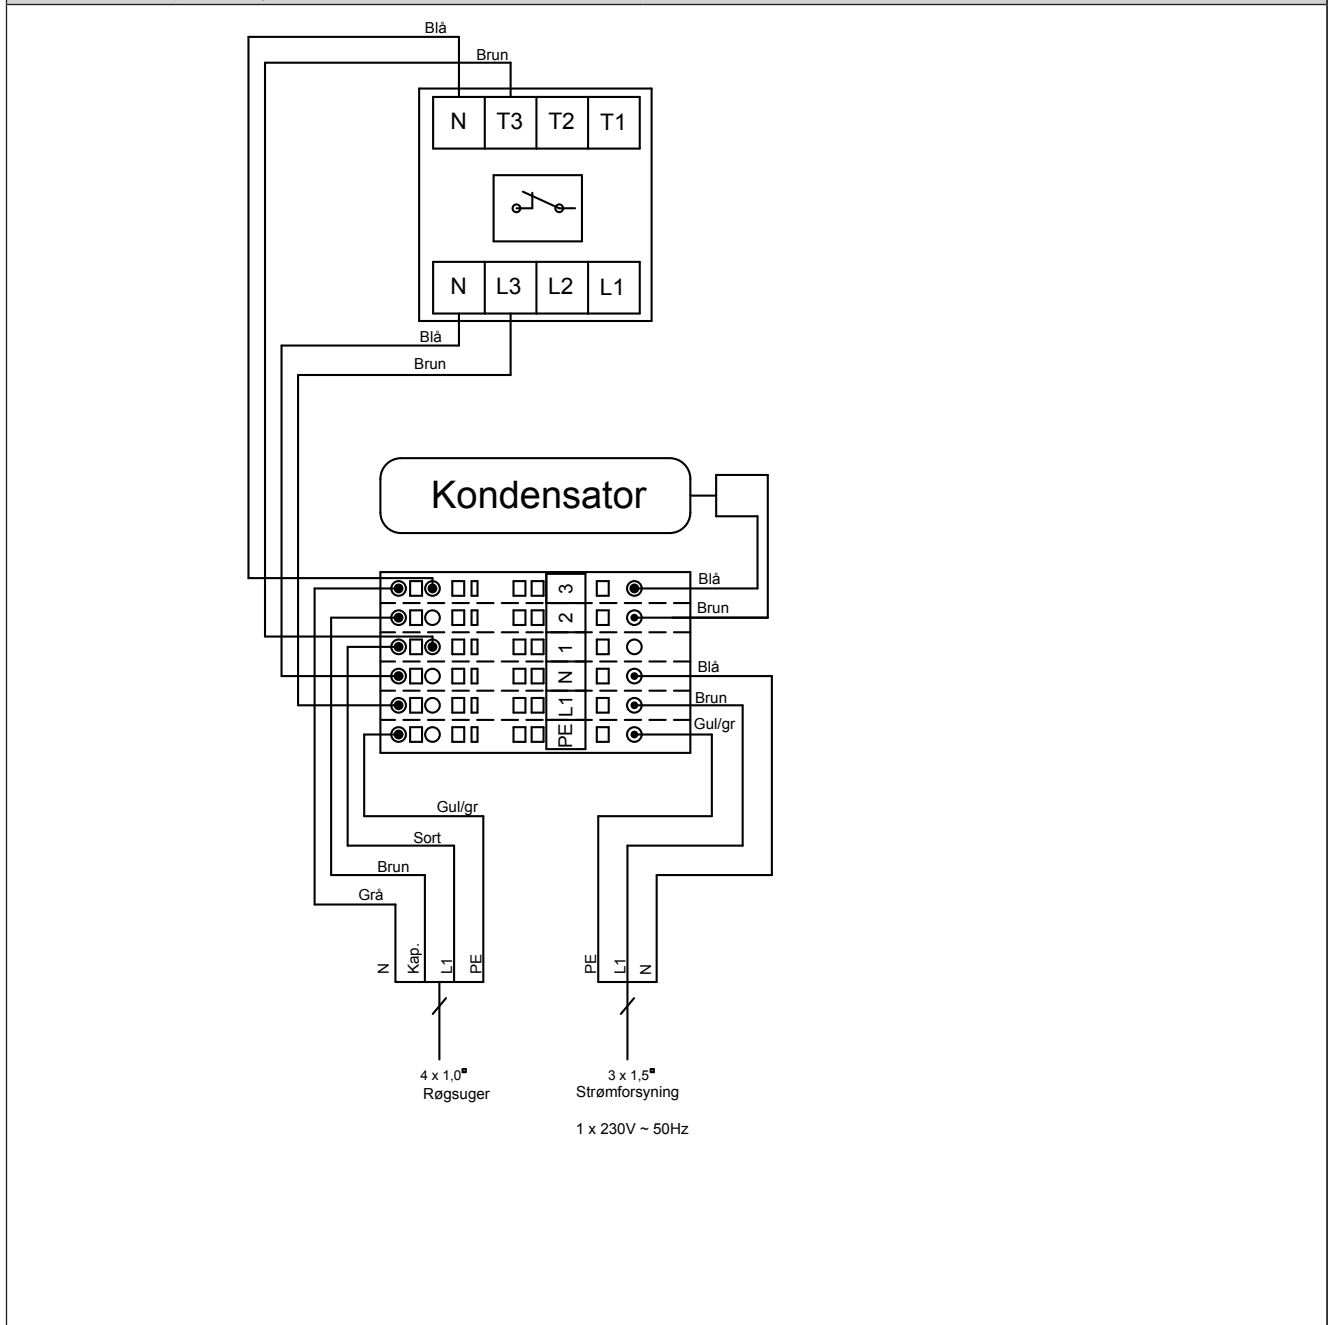 Blå
Brun
N T3 T2 T1
N L3 L2 L1
Blå
Brun
Kondensator
3
Blå
2
Brun
1
N
Blå
L1
Brun
PE
Gul/gr
Gul/gr
Sort
Brun
Grå
N Kap. L1 PE
PE L1 N
4 x 1,0
Røgsuger
3 x 1,5
Strømforsyning
1 x 230V ~ 50Hz